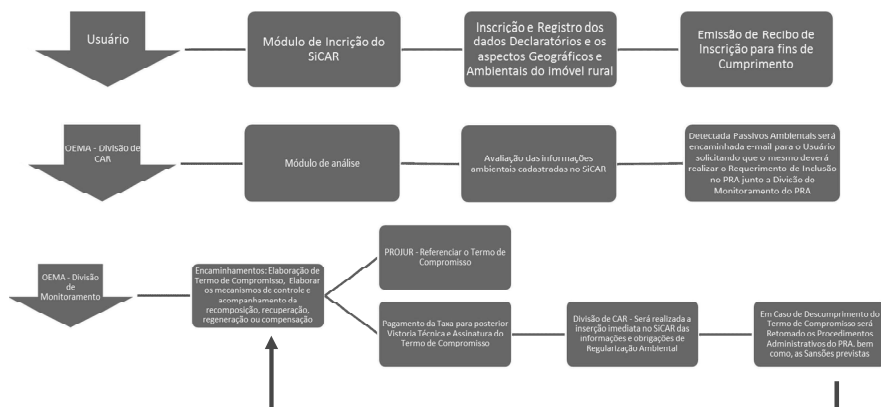 Usuário
Módulo de Incrição do
SiCAR
Inscrição e Registro dos
dados Declaratórios e os
aspectos Geográficos e
Ambientais do imóvel rural
Emissão de Recibo de
Inscrição para fins de
Cumprimento
OEMA - Divisão de
CAR
Módulo de análise
Avaliação das informações
ambientais cadastradas no SiCAR
Detectada Passivos Ambientais será
encaminhada e-mail para o Usuário
solicitando que o mesmo deverá
realizar o Requerimento de Inclusão
no PRA junto a Divisão de
Monitoramento do PRA
OEMA - Divisão
de
Monitoramento
Encaminhamentos: Elaboração de
Termo de Compromisso, Elaborar
os mecanismos de controle e
acompanhamento da
recomposição, recuperação,
regeneração ou compensação
PROJUR - Referenciar o Termo de
Compromisso
Pagamento da Taxa para posterior
Vistoria Técnica e Assinatura do
Termo de Compromisso
Divisão de CAR - Será realizada a
inserção imediata no SiCAR das
informações e obrigações de
Regularização Ambiental
Em Caso de Descumprimento do
Termo de Compromisso será
Retomado os Procedimentos
Administrativos do PRA, bem
como, as Sansões previstas